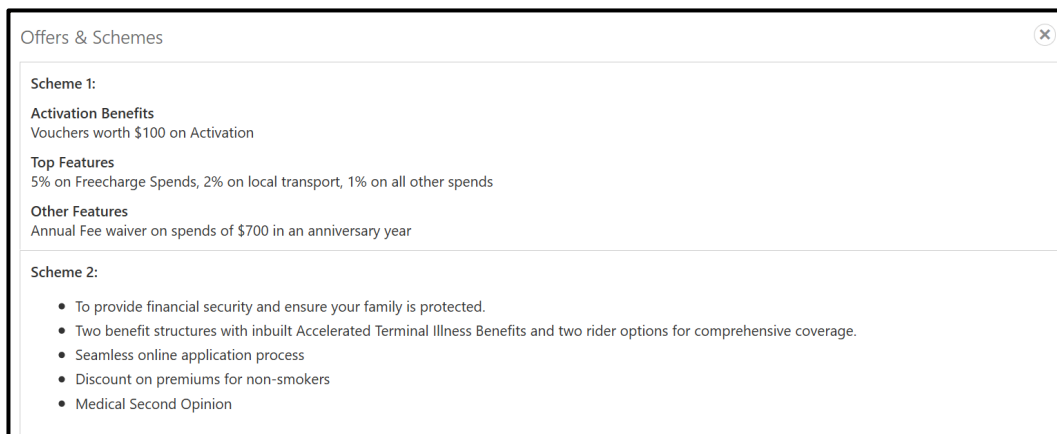 Offers & Schemes
Scheme 1:
Activation Benefits
Vouchers worth $100 on Activation
Top Features
5% on Freecharge Spends, 2% on local transport, 1% on all other spends
Other Features
Annual Fee waiver on spends of $700 in an anniversary year
Scheme 2:
• To provide financial security and ensure your family is protected.
• Two benefit structures with inbuilt Accelerated Terminal Illness Benefits and two rider options for comprehensive coverage.
• Seamless online application process
• Discount on premiums for non-smokers
• Medical Second Opinion